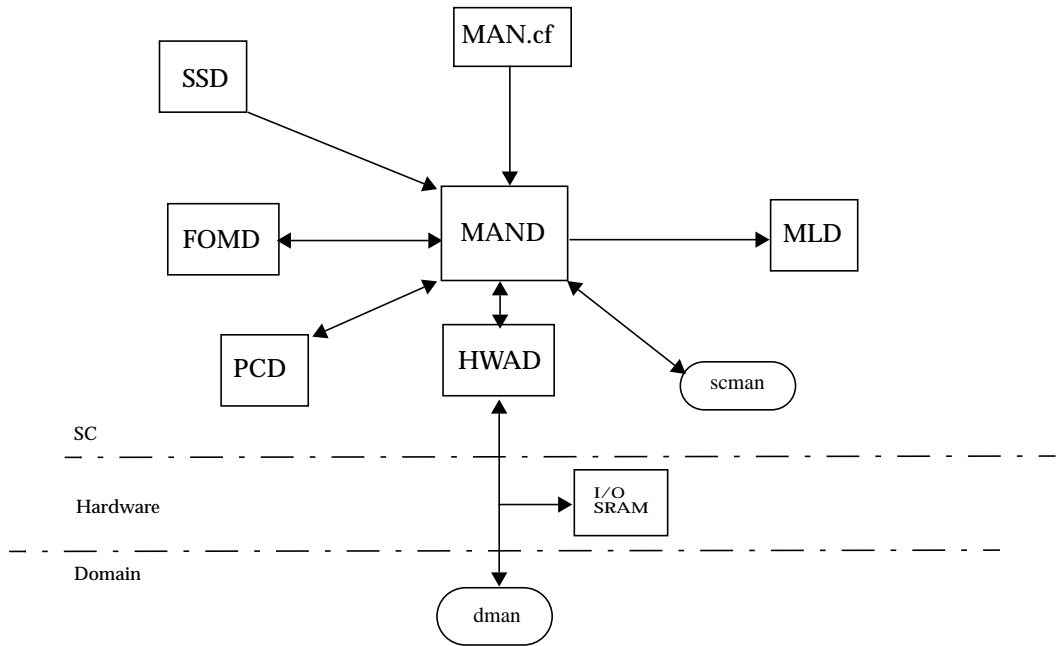 MAN.cf
SSD
FOMD
MAND
MLD
PCD
HWAD
scman
SC
Hardware
I/O
SRAM
Domain
dman